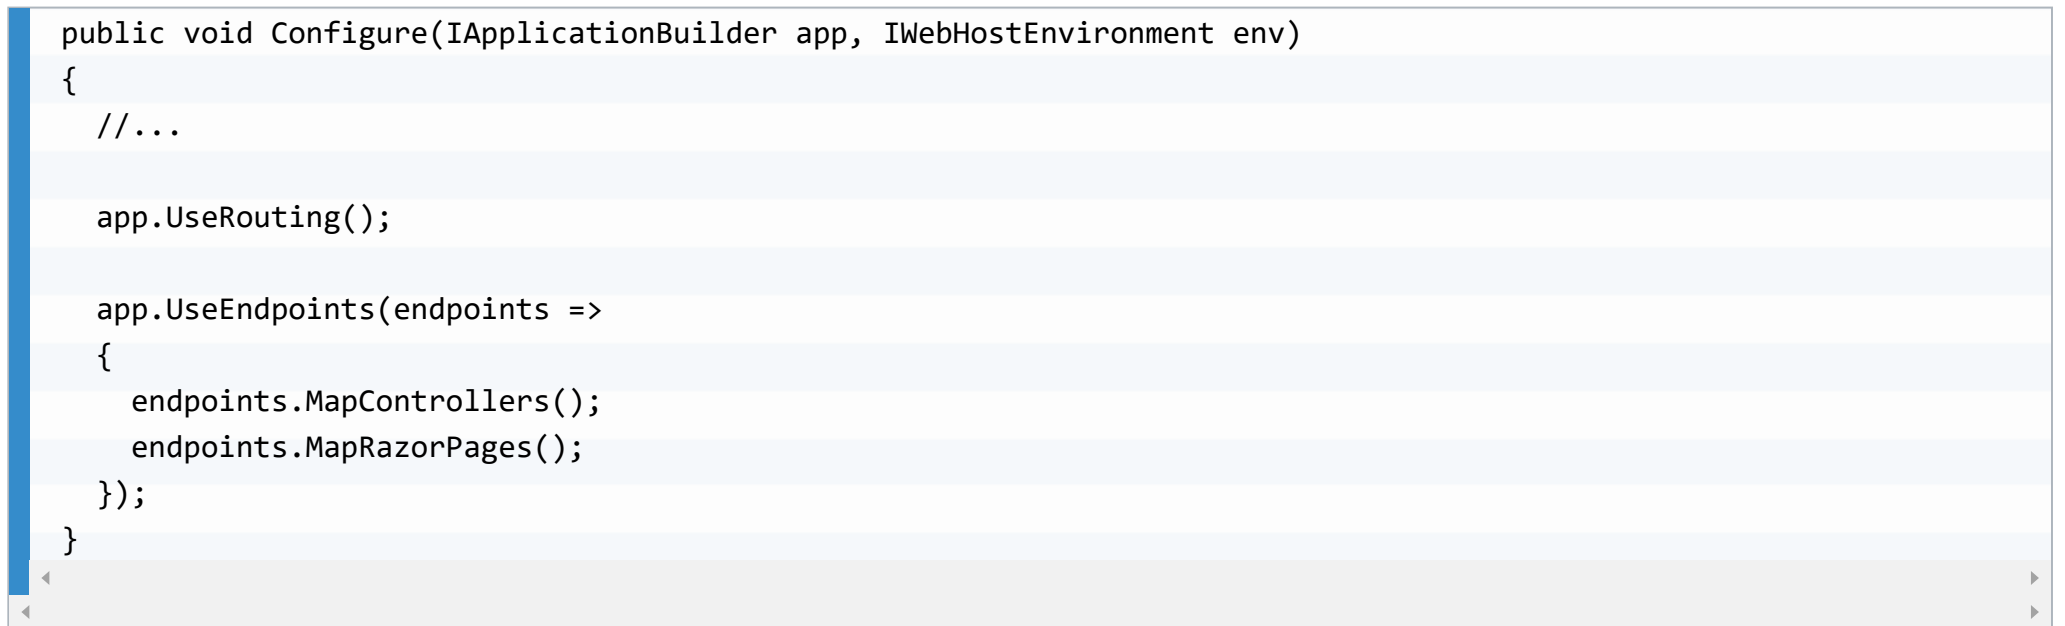 public void Configure(IApplicationBuilder app, IWebHostEnvironment env)
{
  //...

  app.UseRouting();

  app.UseEndpoints(endpoints =>
  {
    endpoints.MapControllers();
    endpoints.MapRazorPages();
  });
}